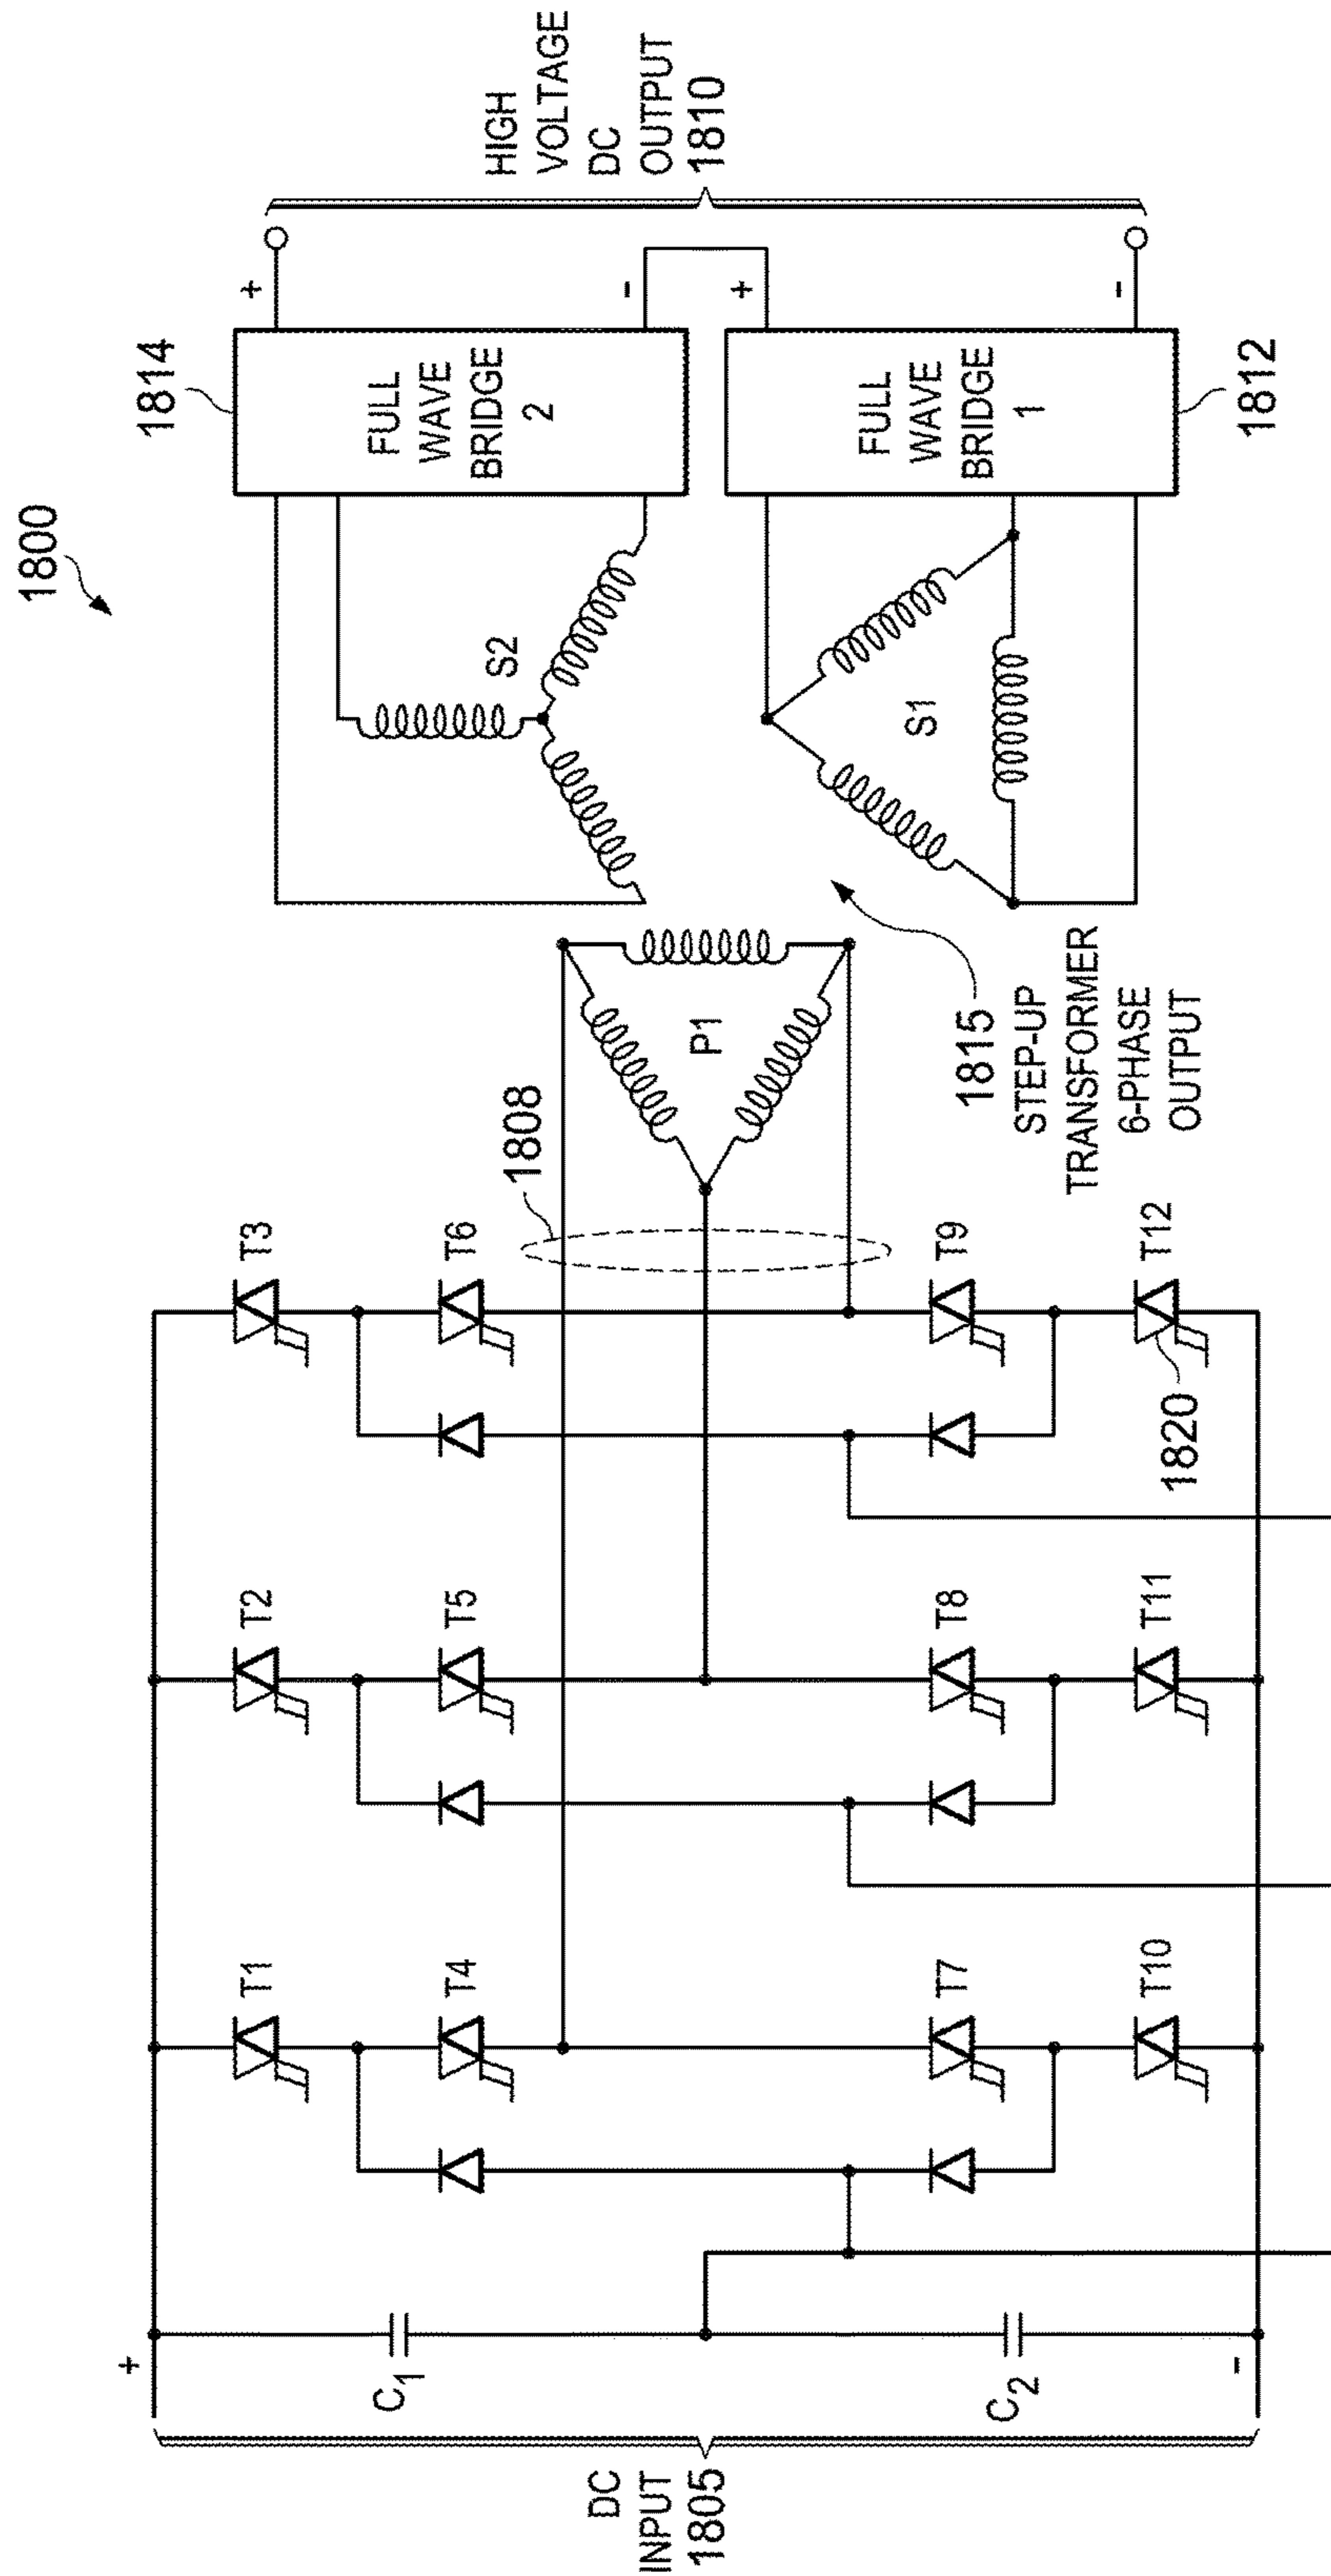 1800
DC
INPUT
1805
+
-
C1
C2
T1
T4
T7
T10
T2
T5
T8
T11
T3
T6
T9
T12
1820
1808
P1
1815
STEP-UP
TRANSFORMER
6-PHASE
OUTPUT
S2
S1
1814
FULL
WAVE
BRIDGE
2
+
-
FULL
WAVE
BRIDGE
1
+
-
1812
HIGH
VOLTAGE
DC
OUTPUT
1810